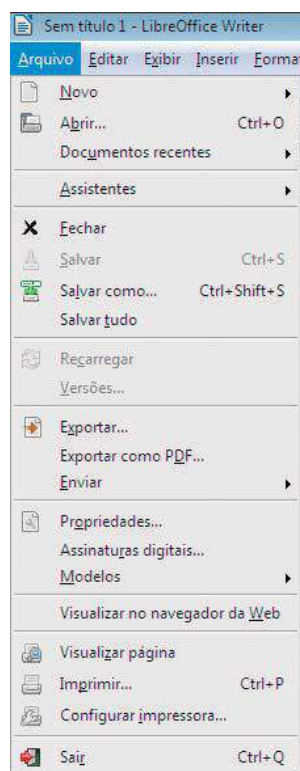 Sem título 1 - LibreOffice Writer
Arquivo Editar Exibir Inserir Forma
Novo
Abrir... Ctrl+O
Documentos recentes
Assistentes
Fechar
Salvar Ctrl+S
Salvar como... Ctrl+Shift+S
Salvar tudo
Recarregar
Versões...
Exportar...
Exportar como PDF...
Enviar
Propriedades...
Assinaturas digitais...
Modelos
Visualizar no navegador da Web
Visualizar página
Imprimir... Ctrl+P
Configurar impressora...
Sair Ctrl+Q